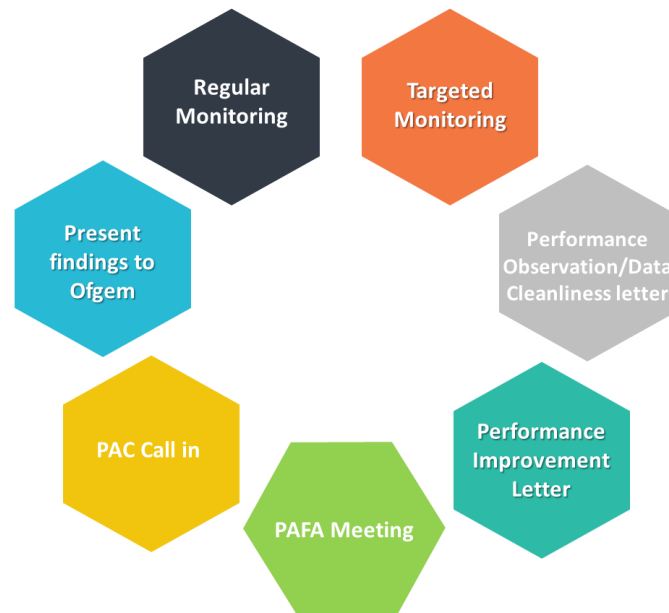 Regular
Monitoring
Targeted
Monitoring
Performance
Observation/Data
Cleanliness letter
Performance
Improvement
Letter
PAFA Meeting
PAC Call in
Present
findings to
Ofgem